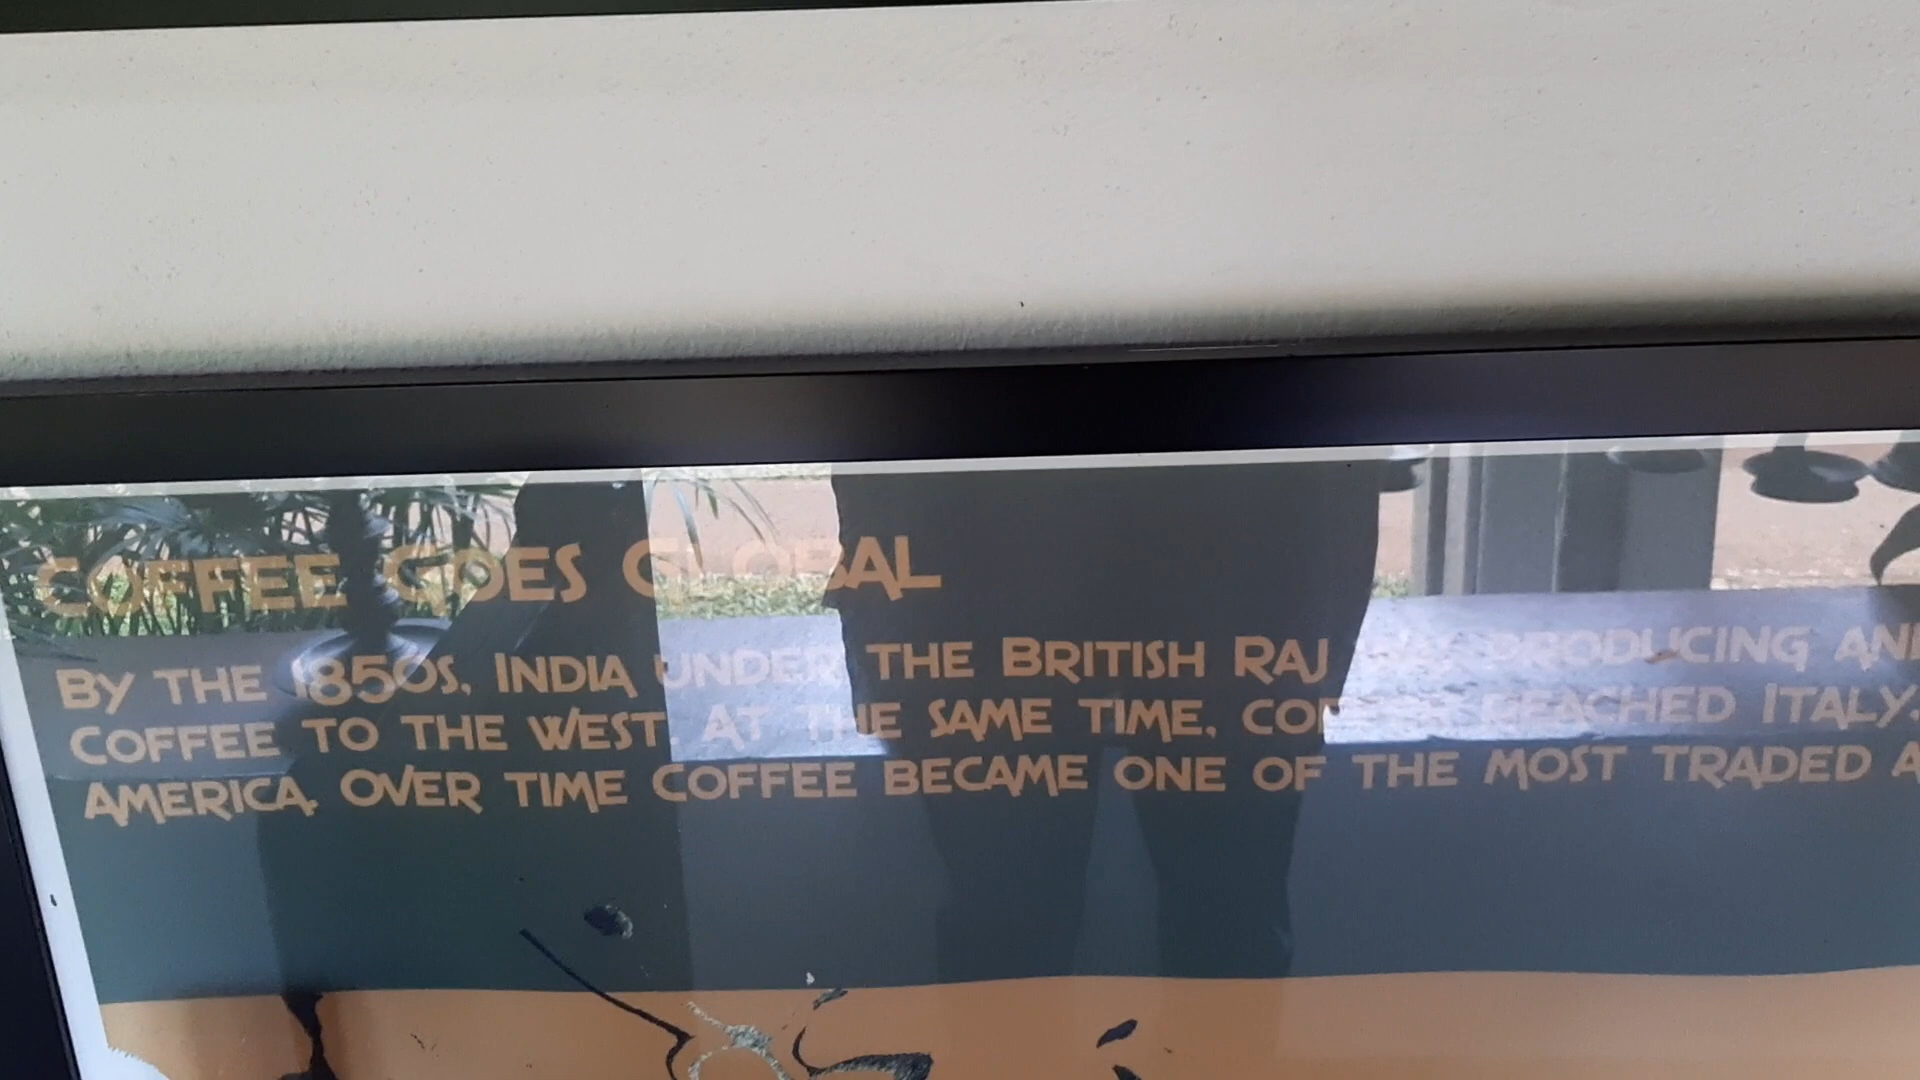 COFFEE GOES GLOBAL
BY THE 1850S, INDIA UNDER THE BRITISH RAJ WAS PRODUCING AND
COFFEE TO THE WEST. AT THE SAME TIME, COFFEE REACHED ITALY.
AMERICA. OVER TIME COFFEE BECAME ONE OF THE MOST TRADED